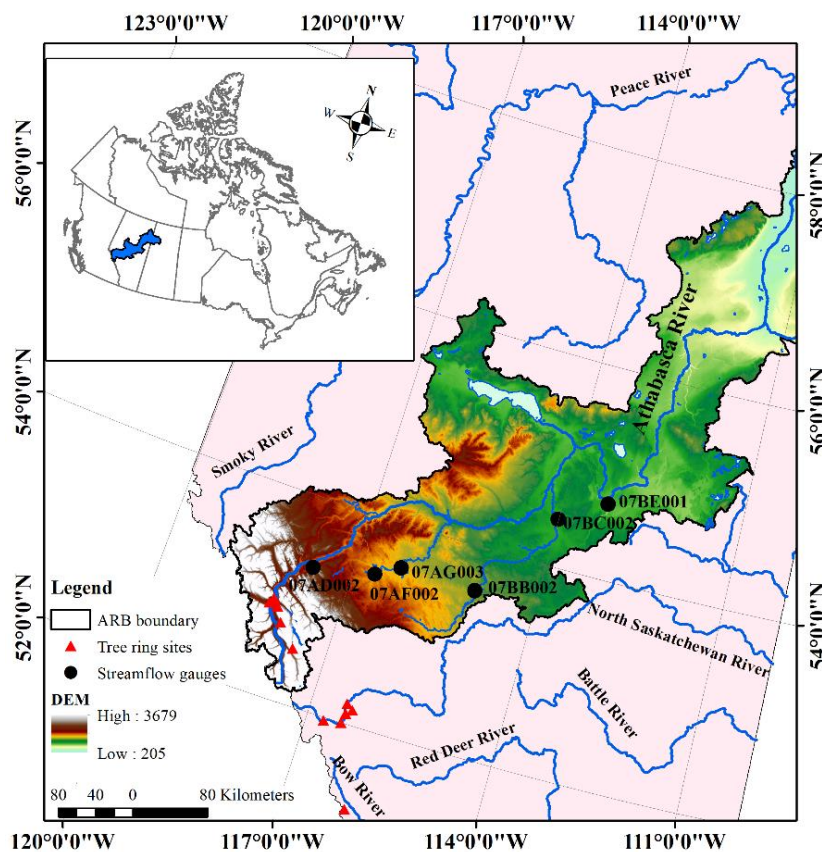 123°0'0"W
120°0'0"W
117°0'0"W
114°0'0"W
56°0'0"N
54°0'0"N
52°0'0"N
58°0'0"N
56°0'0"N
54°0'0"N
N
W
E
S
Peace River
Athabasca River
Smoky River
07BE001
07BC002
07AD002
07AG003
07AF002
07BB002
North Saskatchewan River
Battle River
Red Deer River
Bow River
Legend
ARB boundary
Tree ring sites
Streamflow gauges
DEM
High : 3679
Low : 205
80 40 0 80 Kilometers
120°0'0"W
117°0'0"W
114°0'0"W
111°0'0"W